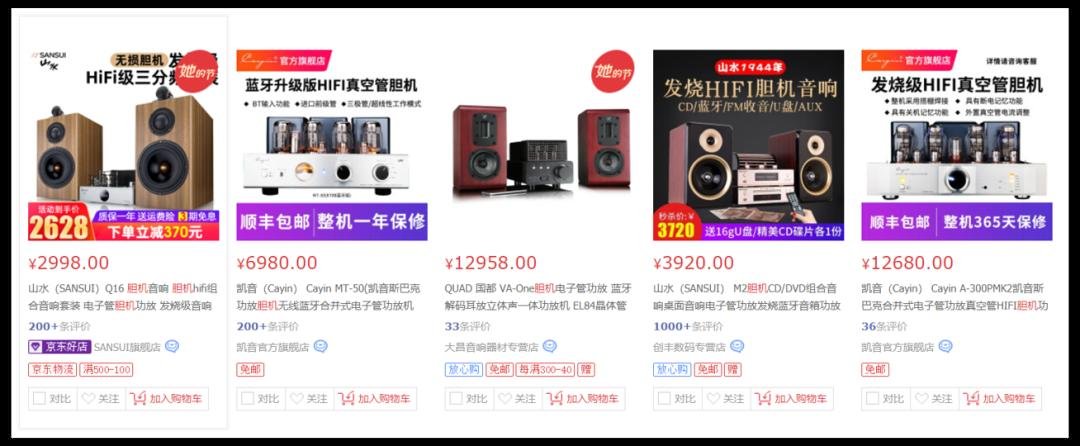 SANSUI
山水
无损胆机
HiFi级三分频
她的节
活动到手价
2628
质保一年 送运费险 3期免息
下单立减370元
¥2998.00
山水（SANSUI）Q16 胆机音响 胆机hifi组
合音响套装 电子管胆机功放 发烧级音响
200+条评价
京东好店 SANSUI旗舰店
京东物流 满500-100
对比 关注 加入购物车
Cayin 官方旗舰店
蓝牙升级版HIFI真空管胆机
BT输入功能 进口前级管 三极管/超线性工作模式
顺丰包邮 整机一年保修
¥6980.00
凯音（Cayin） Cayin MT-50(凯音斯巴克
功放胆机无线蓝牙合并式电子管功放机
200+条评价
凯音官方旗舰店
免邮
对比 关注 加入购物车
她的节
¥12958.00
QUAD 国都 VA-One胆机电子管功放 蓝牙
解码耳放立体声一体功放机 EL84晶体管
33条评价
大昌音响器材专营店
放心购 免邮 每满300-40 赠
对比 关注 加入购物车
山水1944年
发烧HIFI胆机音响
CD/蓝牙/FM收音/U盘/AUX
秒杀价:¥
3720
送16gU盘/精美CD碟片各1份
¥3920.00
山水（SANSUI） M2胆机CD/DVD组合音
响桌面音响电子管功放发烧蓝牙音箱功放
1000+条评价
创丰数码专营店
放心购 免邮 赠
对比 关注 加入购物车
Cayin 官方旗舰店
详情请咨询客服
发烧级HIFI真空管胆机
整机采用搭棚焊接 具有断电记忆功能
具有关机记忆功能 外置真空管电流调整
顺丰包邮 整机365天保修
¥12680.00
凯音（Cayin） Cayin A-300PMK2凯音斯
巴克合并式电子管功放真空管HIFI胆机功
36条评价
凯音官方旗舰店
免邮
对比 关注 加入购物车